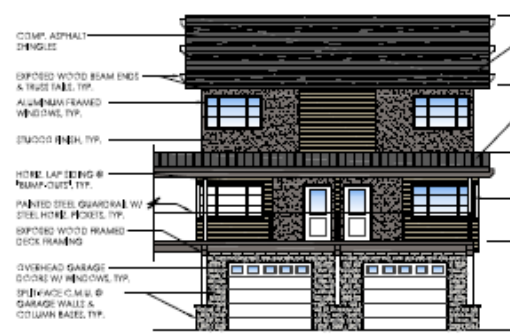 COMP. ASPHALT
SHINGLES
EXPOSED WOOD BEAM ENDS
& TRUSS TAILS, TYP.
ALUMINUM FRAMED
WINDOWS, TYP.
STUCCO FINISH, TYP.
HORIZ. LAP SIDING @
"BUMP-OUTS", TYP.
PAINTED STEEL GUARDRAIL W/
STEEL HORIZ. PICKETS, TYP.
EXPOSED WOOD FRAMED
DECK FRAMING
OVERHEAD GARAGE
DOORS W/ WINDOWS, TYP.
SPLIT-FACE C.M.U. @
GARAGE WALLS &
COLUMN BASES, TYP.